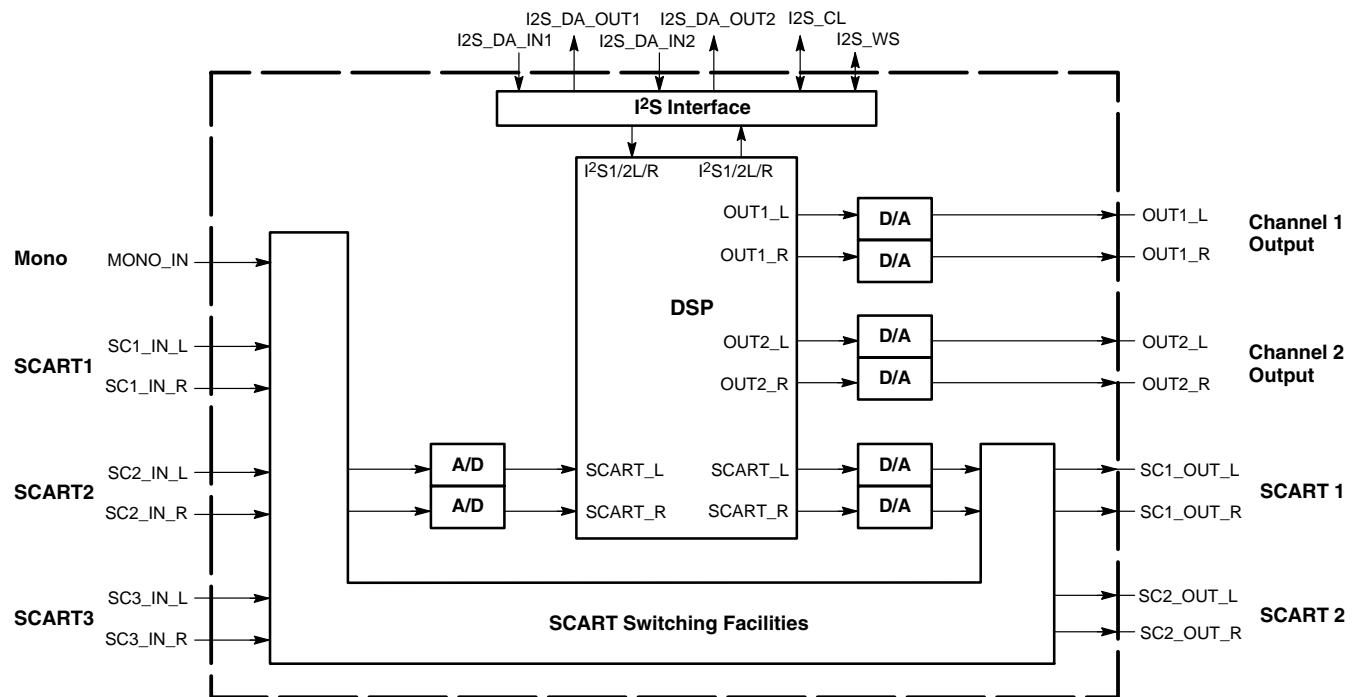 I2S_DA_OUT1 I2S_DA_OUT2 I2S_CL
I2S_DA_IN1 I2S_DA_IN2 I2S_WS
I²S Interface
I²S1/2L/R I²S1/2L/R
OUT1_L D/A OUT1_L
Channel 1
Output
OUT1_R D/A OUT1_R
Mono MONO_IN
DSP
SC1_IN_L
OUT2_L D/A OUT2_L
SCART1
Channel 2
Output
SC1_IN_R
OUT2_R D/A OUT2_R
SC2_IN_L A/D SCART_L SCART_L D/A SC1_OUT_L
SCART2 SCART 1
SC2_IN_R A/D SCART_R SCART_R D/A SC1_OUT_R
SC3_IN_L SC2_OUT_L
SCART3 SCART Switching Facilities SCART 2
SC3_IN_R SC2_OUT_R